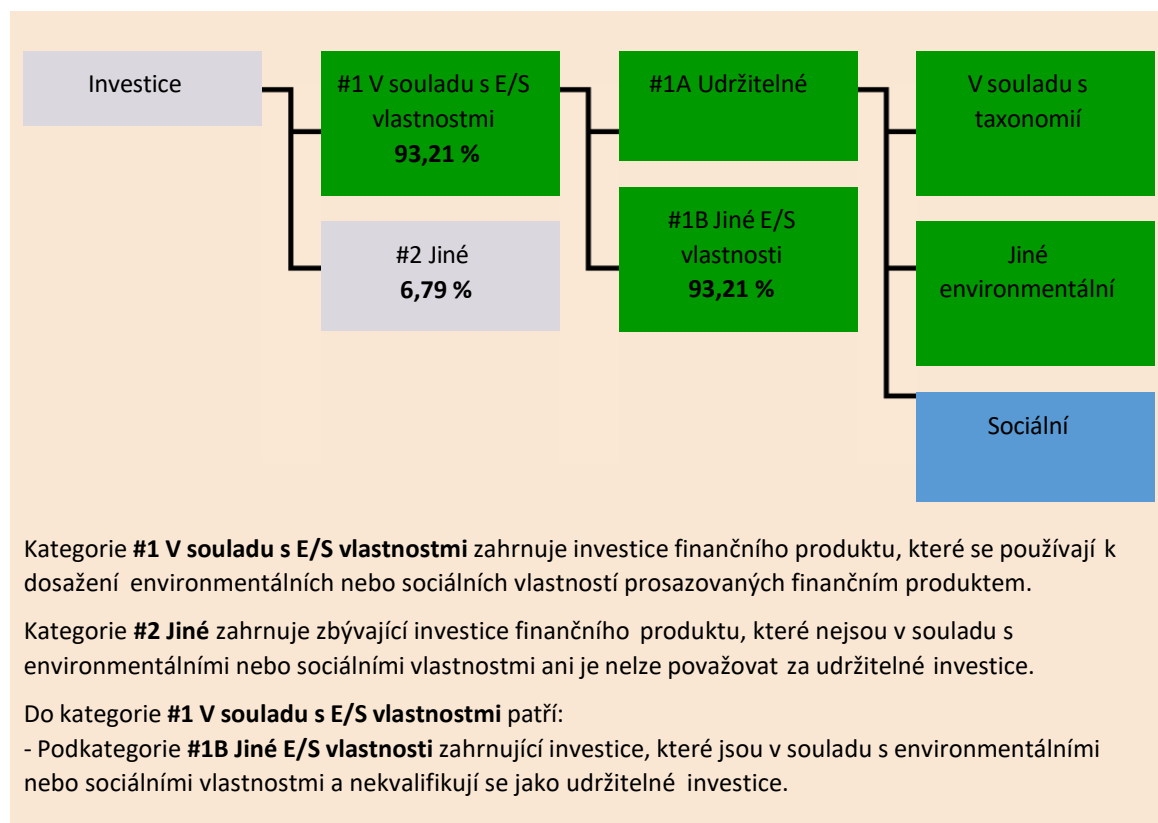 Investice
#1 V souladu s E/S
vlastnostmi
93,21 %
#2 Jiné
6,79 %
#1A Udržitelné
#1B Jiné E/S
vlastnosti
93,21 %
V souladu s
taxonomií
Jiné
environmentální
Sociální
Kategorie #1 V souladu s E/S vlastnostmi zahrnuje investice finančního produktu, které se používají k
dosažení environmentálních nebo sociálních vlastností prosazovaných finančním produktem.
Kategorie #2 Jiné zahrnuje zbývající investice finančního produktu, které nejsou v souladu s
environmentálními nebo sociálními vlastnostmi ani je nelze považovat za udržitelné investice.
Do kategorie #1 V souladu s E/S vlastnostmi patří:
- Podkategorie #1B Jiné E/S vlastnosti zahrnující investice, které jsou v souladu s environmentálními
nebo sociálními vlastnostmi a nekvalifikují se jako udržitelné investice.